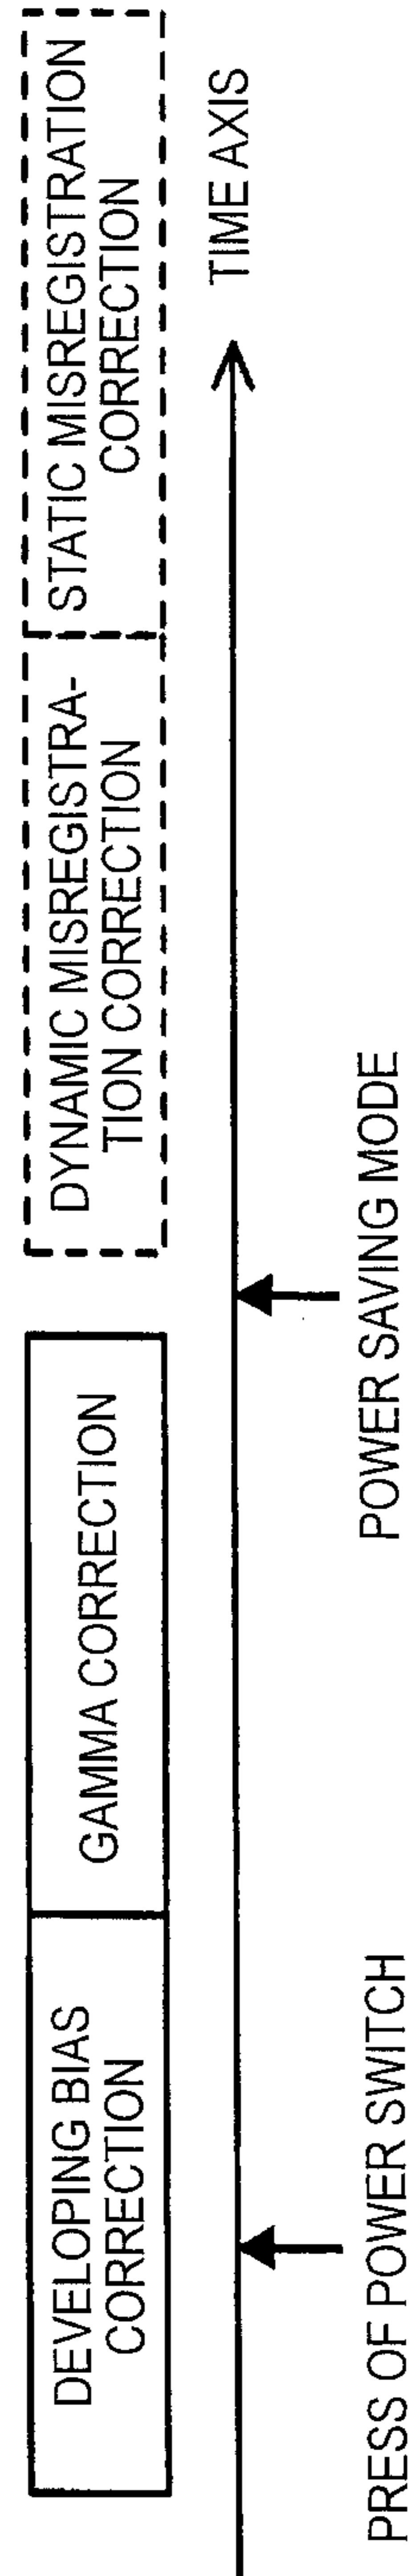 DEVELOPING BIAS
CORRECTION
GAMMA CORRECTION
DYNAMIC MISREGISTRA-
TION CORRECTION
STATIC MISREGISTRATION
CORRECTION
TIME AXIS
PRESS OF POWER SWITCH
POWER SAVING MODE